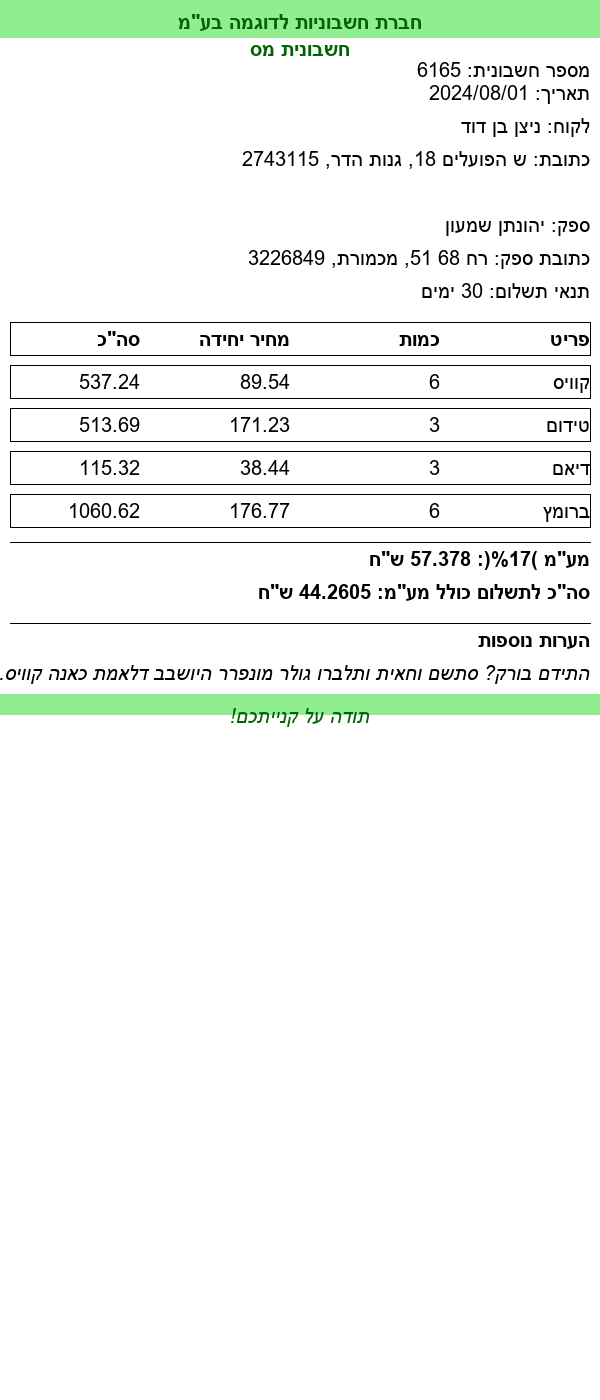 חברת חשבוניות לדוגמה בע"מ
חשבונית מס
מספר חשבונית: 6165
תאריך: 2024/08/01
לקוח: ניצן בן דוד
כתובת: ש הפועלים 18, גנות הדר, 2743115
ספק: יהונתן שמעון
כתובת ספק: רח 68 51, מכמורת, 3226849
תנאי תשלום: 30 ימים
פריט כמות מחיר יחידה סה"כ
קוויס 6 89.54 537.24
טידום 3 171.23 513.69
דיאם 3 38.44 115.32
ברומץ 6 176.77 1060.62
מע"מ )17%(: 57.378 ש"ח
סה"כ לתשלום כולל מע"מ: 44.2605 ש"ח
הערות נוספות
התידם בורק? סתשם וחאית ותלברו גולר מונפרר היושבב דלאמת כאנה קוויס.
תודה על קנייתכם!